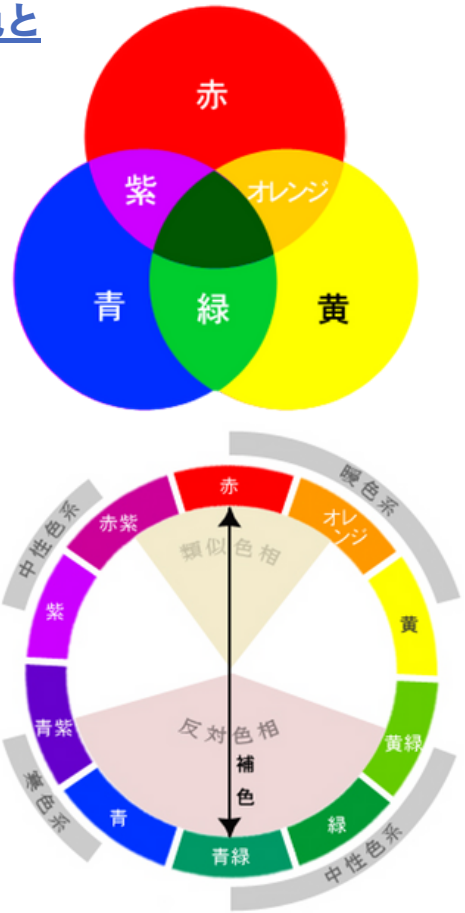 と
赤
紫
オレンジ
青
緑
黄
暖色系
赤
赤紫
オレ
ンジ
中性色系
類似色相
紫
黄
青紫
反対色相
黄緑
補
色
寒色系
青
緑
青緑
中性色系